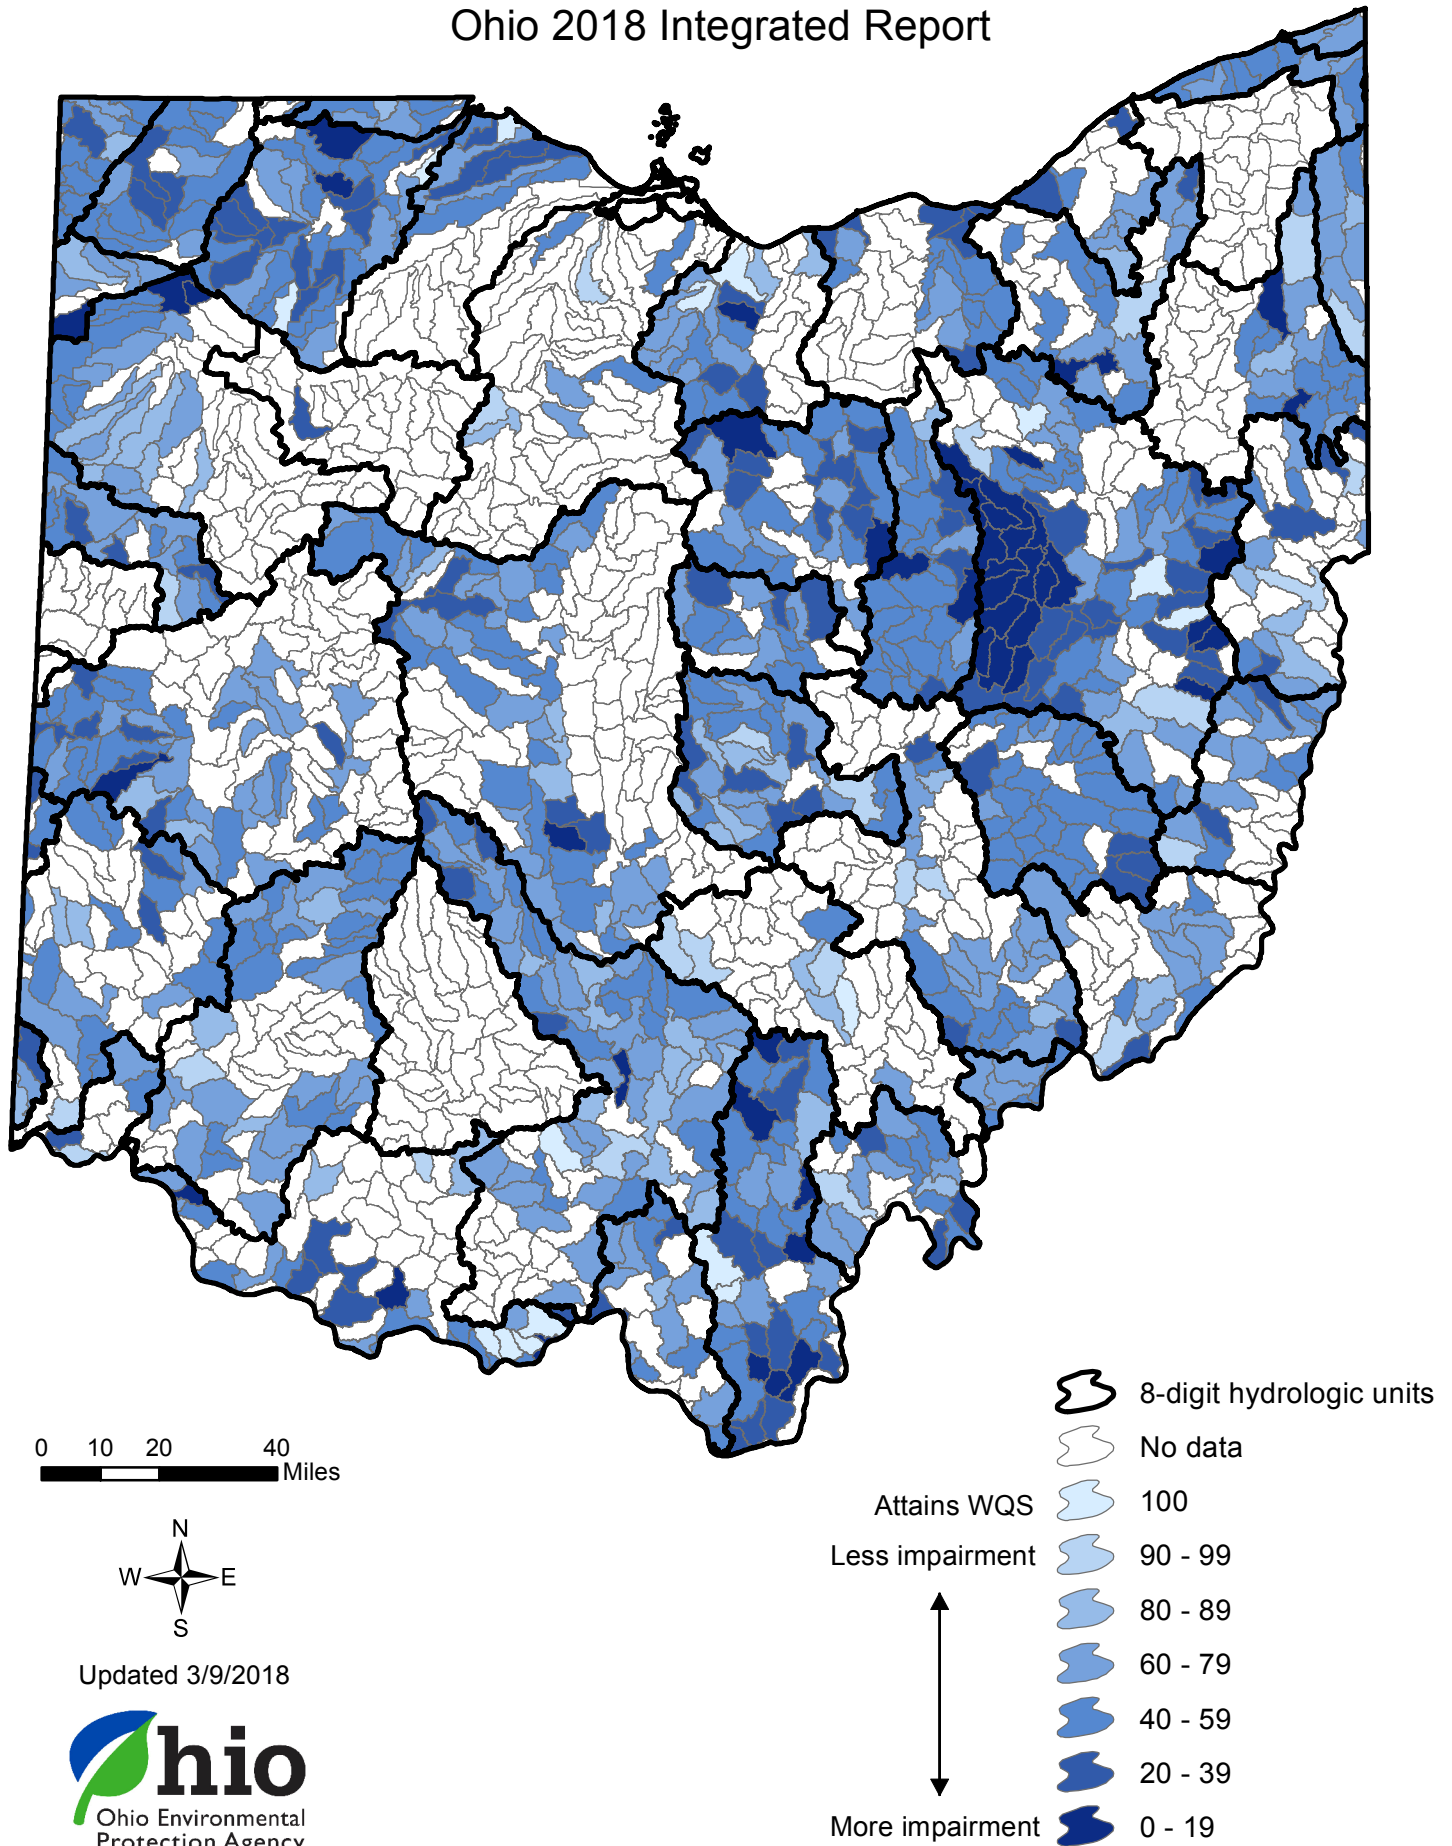 Ohio 2018 Integrated Report
8-digit hydrologic units
No data
Attains WQS 100
Less impairment 90 - 99
80 - 89
60 - 79
40 - 59
20 - 39
More impairment 0 - 19
0 10 20 40
Miles
N
W E
S
Updated 3/9/2018
Ohio
Ohio Environmental
Protection Agency